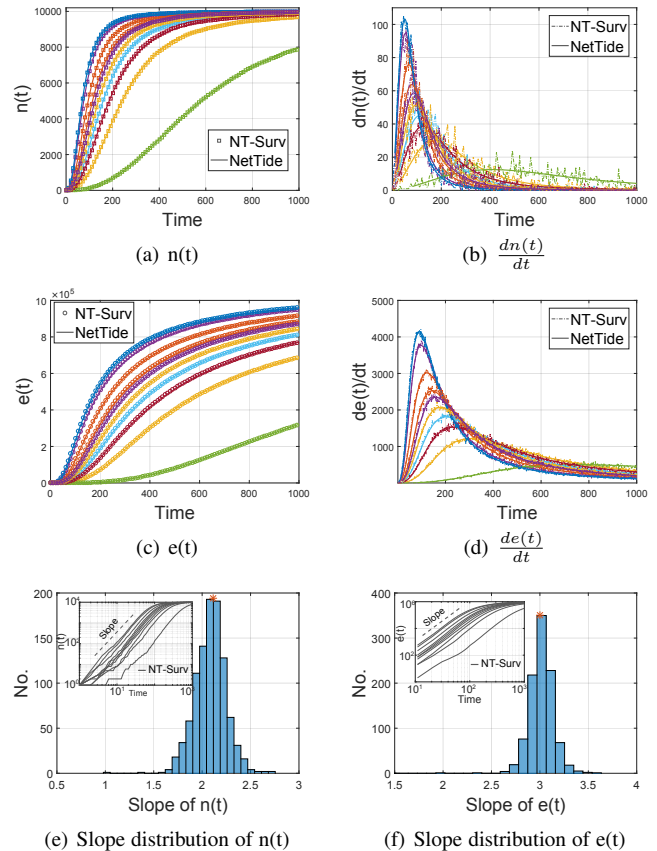 10000
8000
6000
4000
2000
0
n(t)
0 200 400 600 800 1000
Time
NT-Surv
NetTide
(a) n(t)
120
100
80
60
40
20
0
dn(t)/dt
200 400 600 800 1000
Time
NT-Surv
NetTide
(b) dn(t)/dt
10 ×10^5
8
6
4
2
0
e(t)
0 200 400 600 800 1000
Time
NT-Surv
NetTide
(c) e(t)
5000
4000
3000
2000
1000
0
de(t)/dt
200 400 600 800 1000
Time
NT-Surv
NetTide
(d) de(t)/dt
200
150
100
50
0
No.
0.5 1 1.5 2 2.5 3
Slope of n(t)
10^4
10^2
n(t)
Slope
NT-Surv
10^1
Time
(e) Slope distribution of n(t)
400
300
200
100
0
No.
1.5 2 2.5 3 3.5 4
Slope of e(t)
10^2
e(t)
Slope
NT-Surv
10^1 10^2 10^3
Time
(f) Slope distribution of e(t)